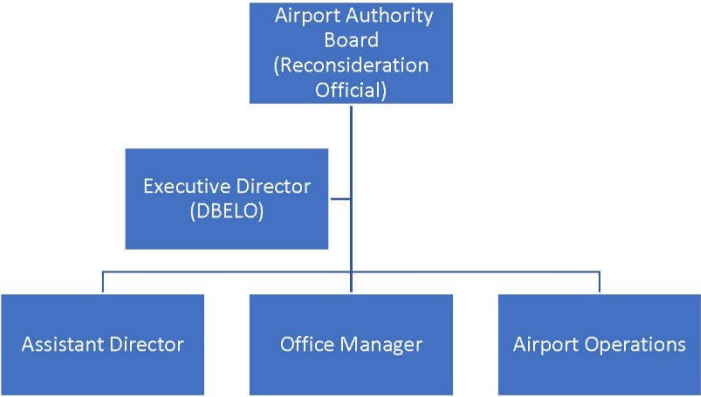 Airport Authority
Board
(Reconsideration
Official)
Executive Director
(DBELO)
Assistant Director
Office Manager
Airport Operations